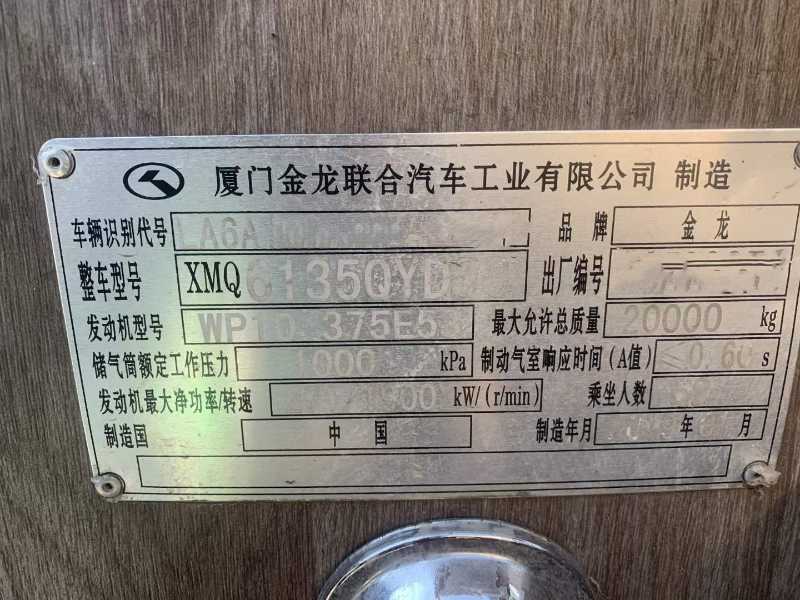 厦门金龙联合汽车工业有限公司 制造
车辆识别代号 LA6A 品牌 金龙
整车型号 XMQ6135QYD 出厂编号
发动机型号 375E5 最大允许总质量 20000 kg
储气筒额定工作压力 1000 kPa 制动气室响应时间(A值) ≤0.60 s
发动机最大净功率/转速 kW/(r/min) 乘坐人数
制造国 中国 制造年月 年 月